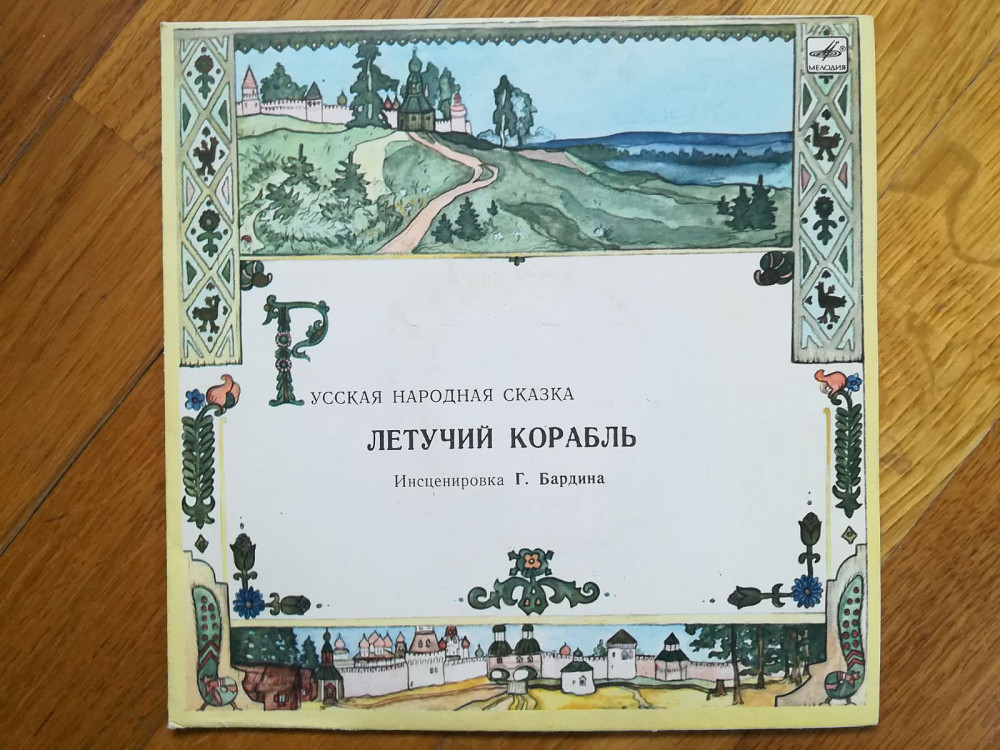 МЕЛОДИЯ
РУССКАЯ НАРОДНАЯ СКАЗКА
ЛЕТУЧИЙ КОРАБЛЬ
Инсценировка Г. Бардина